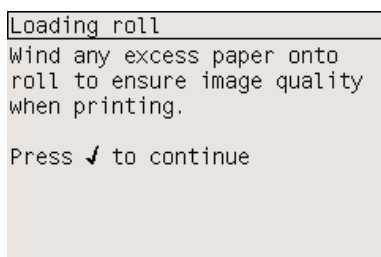 Loading roll
Wind any excess paper onto
roll to ensure image quality
when printing.
Press ✓ to continue